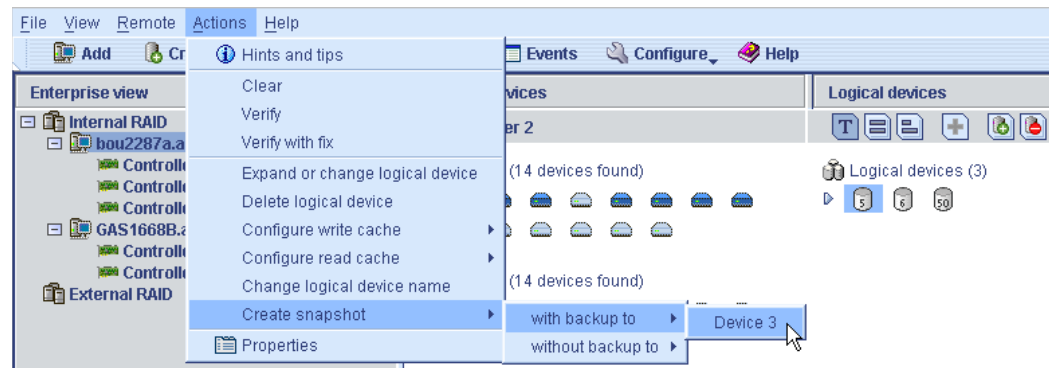 File View Remote Actions Help
Add Cr Events Configure Help
Hints and tips
Clear
Verify
Verify with fix
Expand or change logical device
Delete logical device
Configure write cache
Configure read cache
Change logical device name
Create snapshot
Properties
with backup to
without backup to
Device 3
Enterprise view
Internal RAID
bou2287a.a
Controlle
Controlle
Controlle
GAS1668B.a
Controlle
Controlle
External RAID
vices
er 2
(14 devices found)
(14 devices found)
Logical devices
T
Logical devices (3)
5 6 50